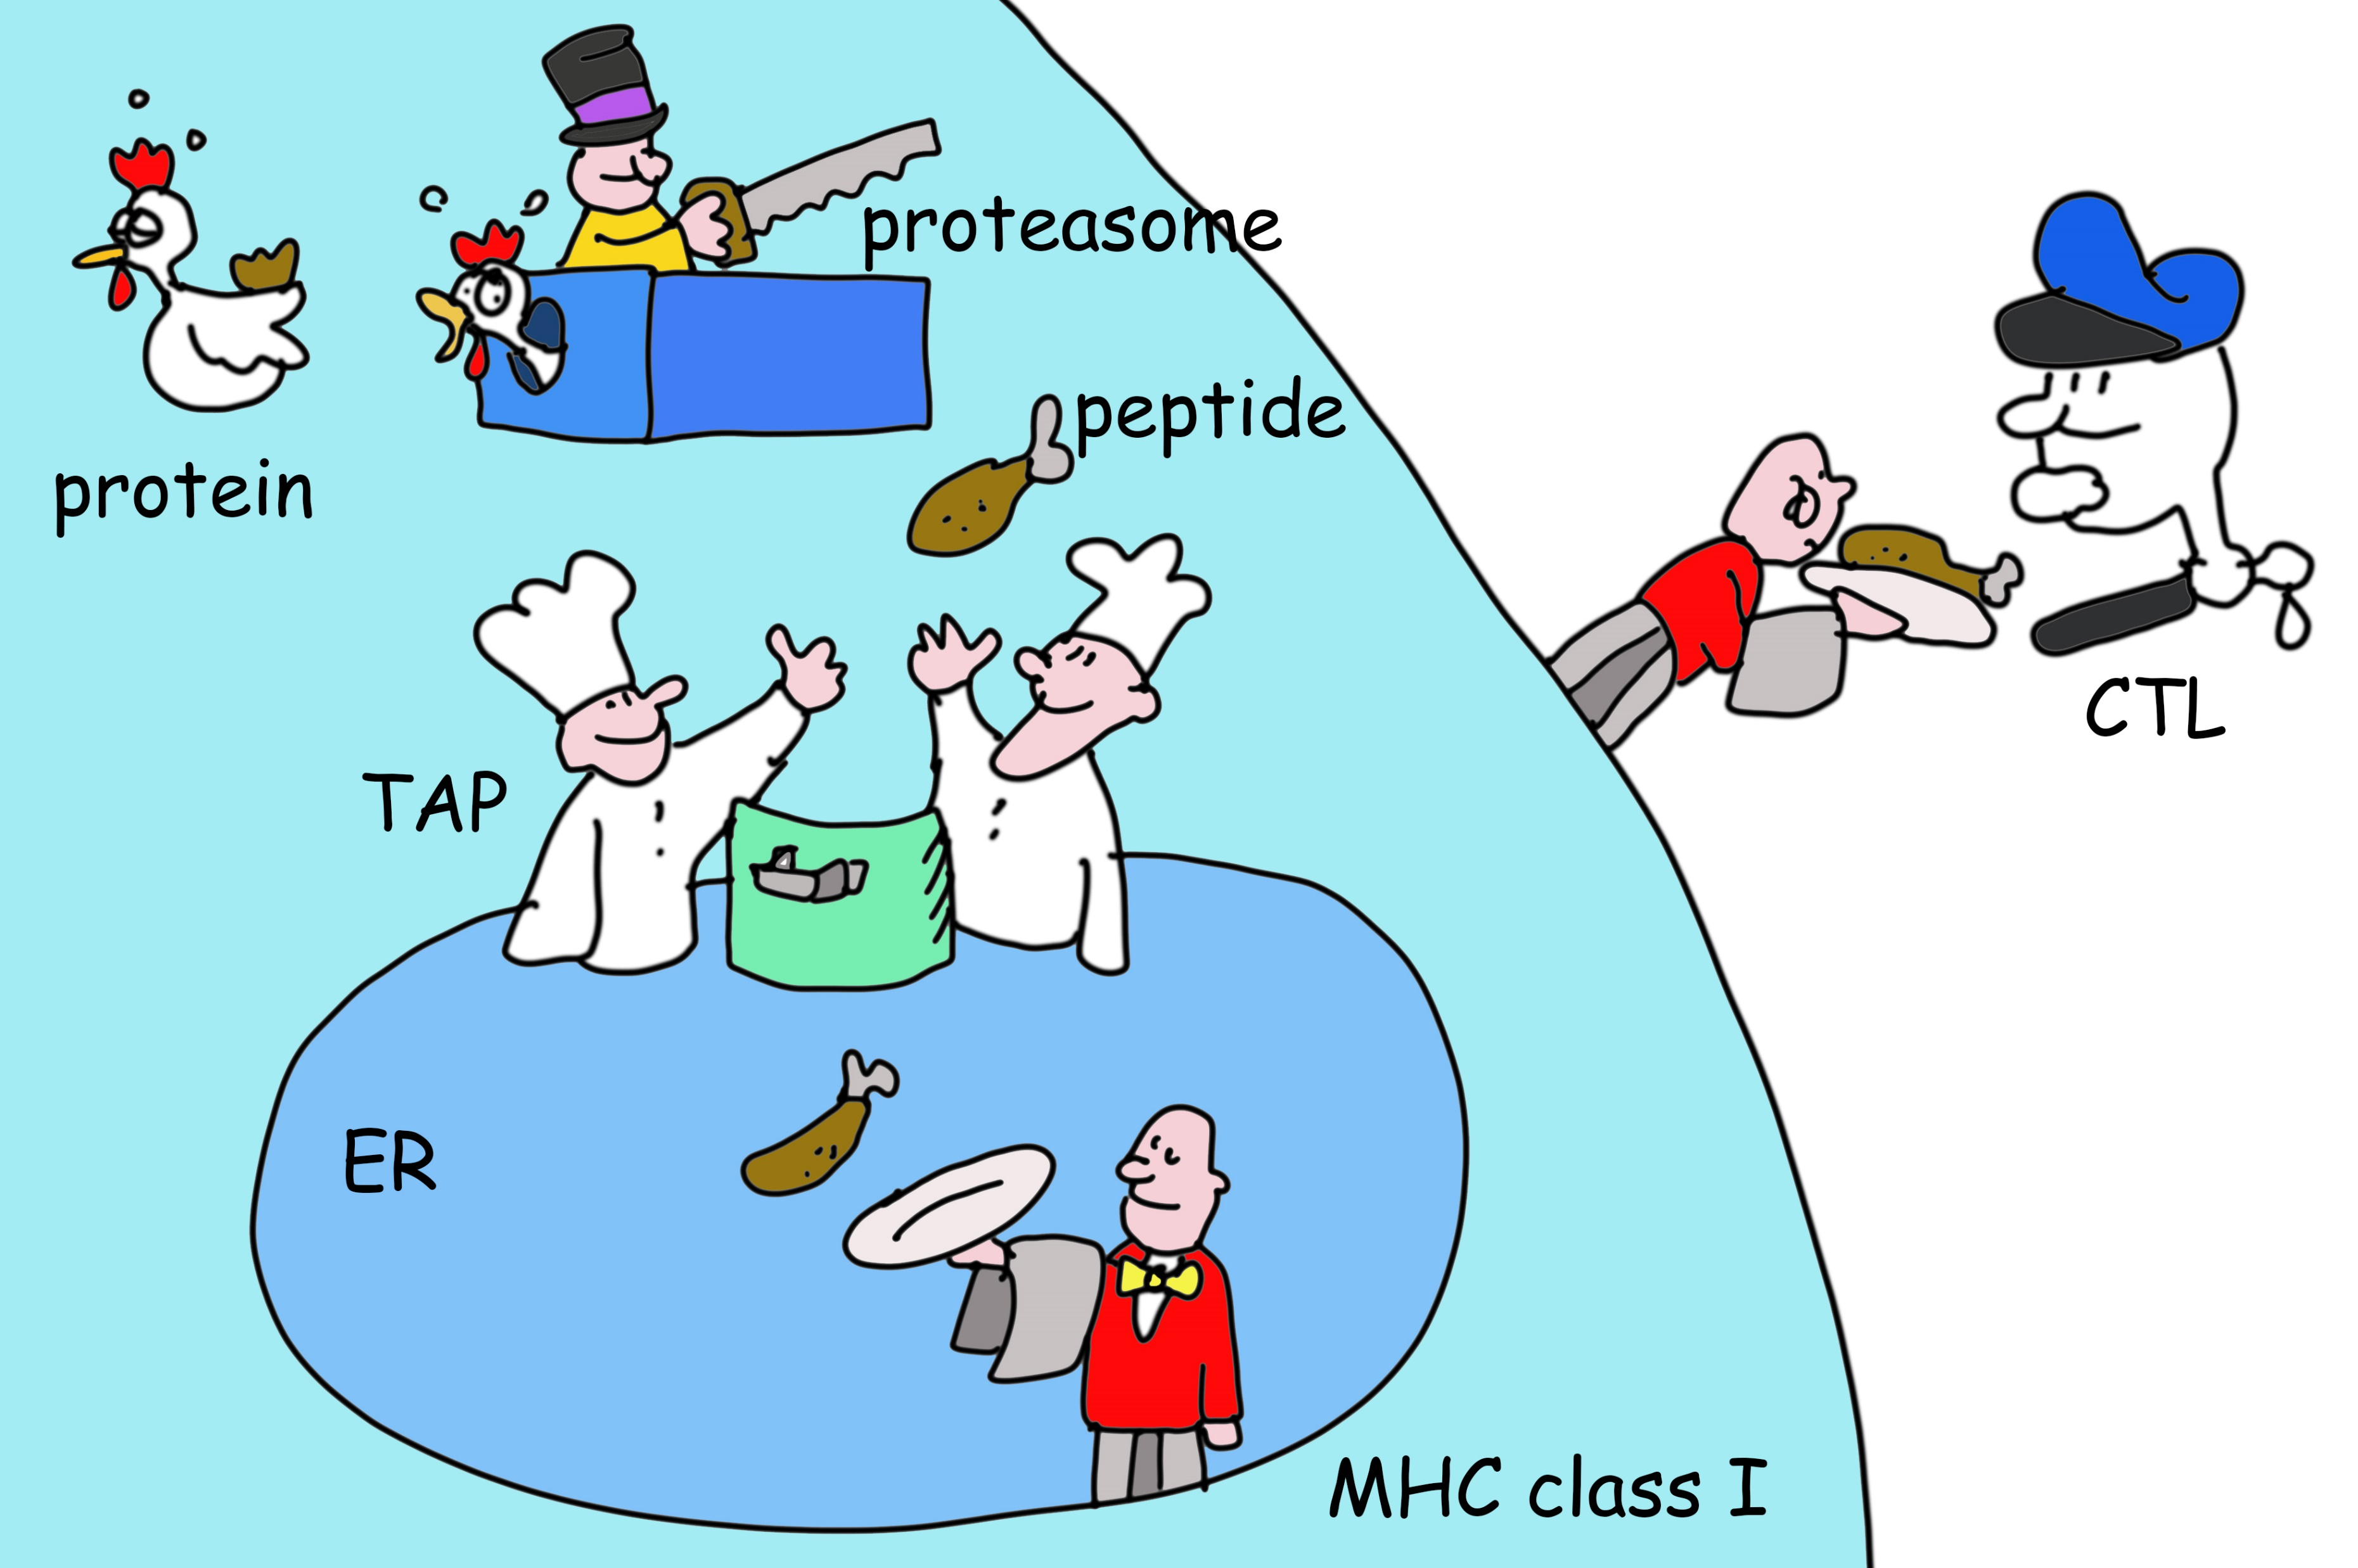 proteasome
peptide
protein
CTL
TAP
ER
MHC class I